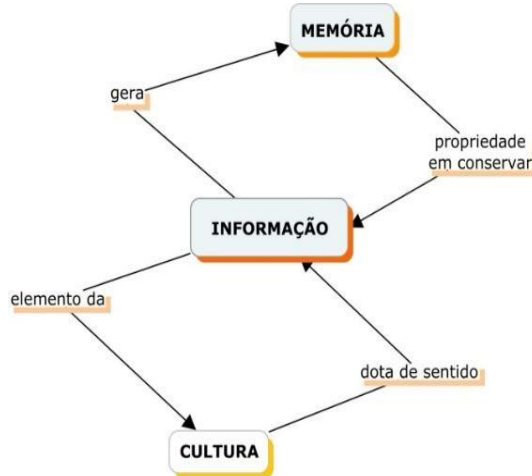 MEMÓRIA
gera
propriedade
em conservar
INFORMAÇÃO
elemento da
dota de sentido
CULTURA